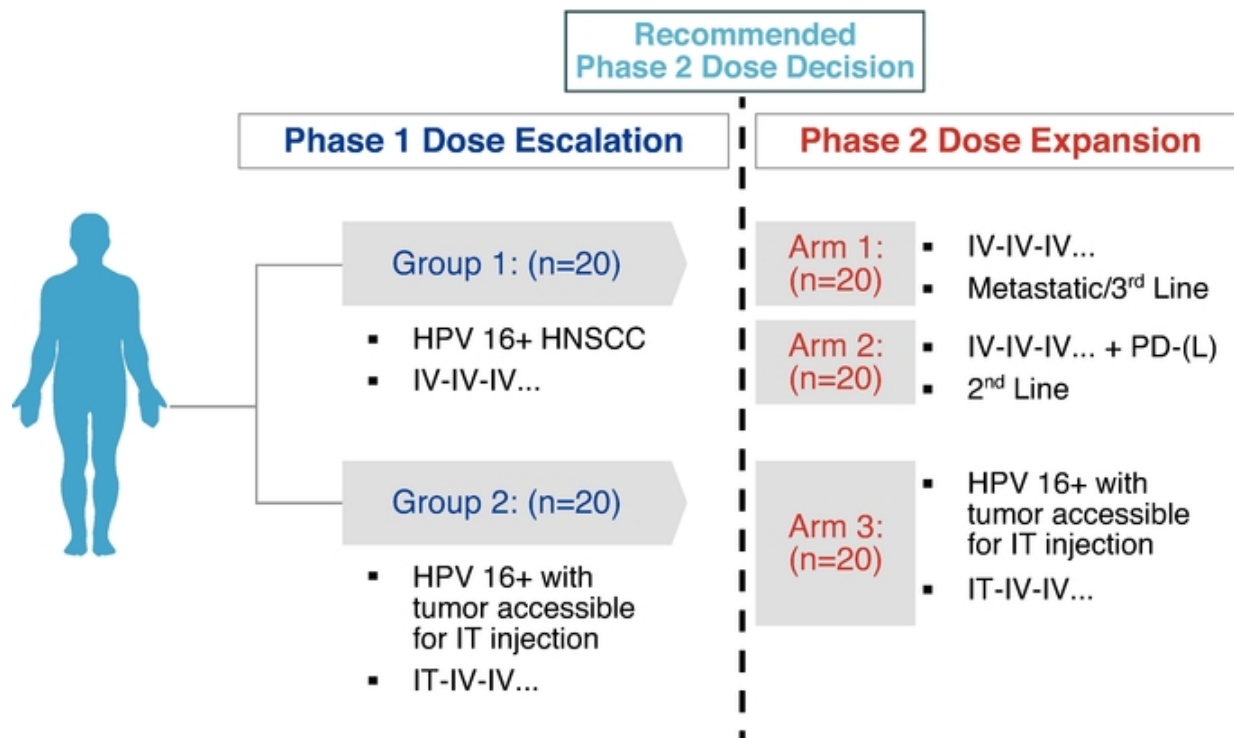 Recommended
Phase 2 Dose Decision
Phase 1 Dose Escalation
Phase 2 Dose Expansion
Group 1: (n=20)
▪ HPV 16+ HNSCC
▪ IV-IV-IV...
Group 2: (n=20)
▪ HPV 16+ with
tumor accessible
for IT injection
▪ IT-IV-IV...
Arm 1:
(n=20)
▪ IV-IV-IV...
▪ Metastatic/3rd Line
Arm 2:
(n=20)
▪ IV-IV-IV... + PD-(L)
▪ 2nd Line
Arm 3:
(n=20)
▪ HPV 16+ with
tumor accessible
for IT injection
▪ IT-IV-IV...